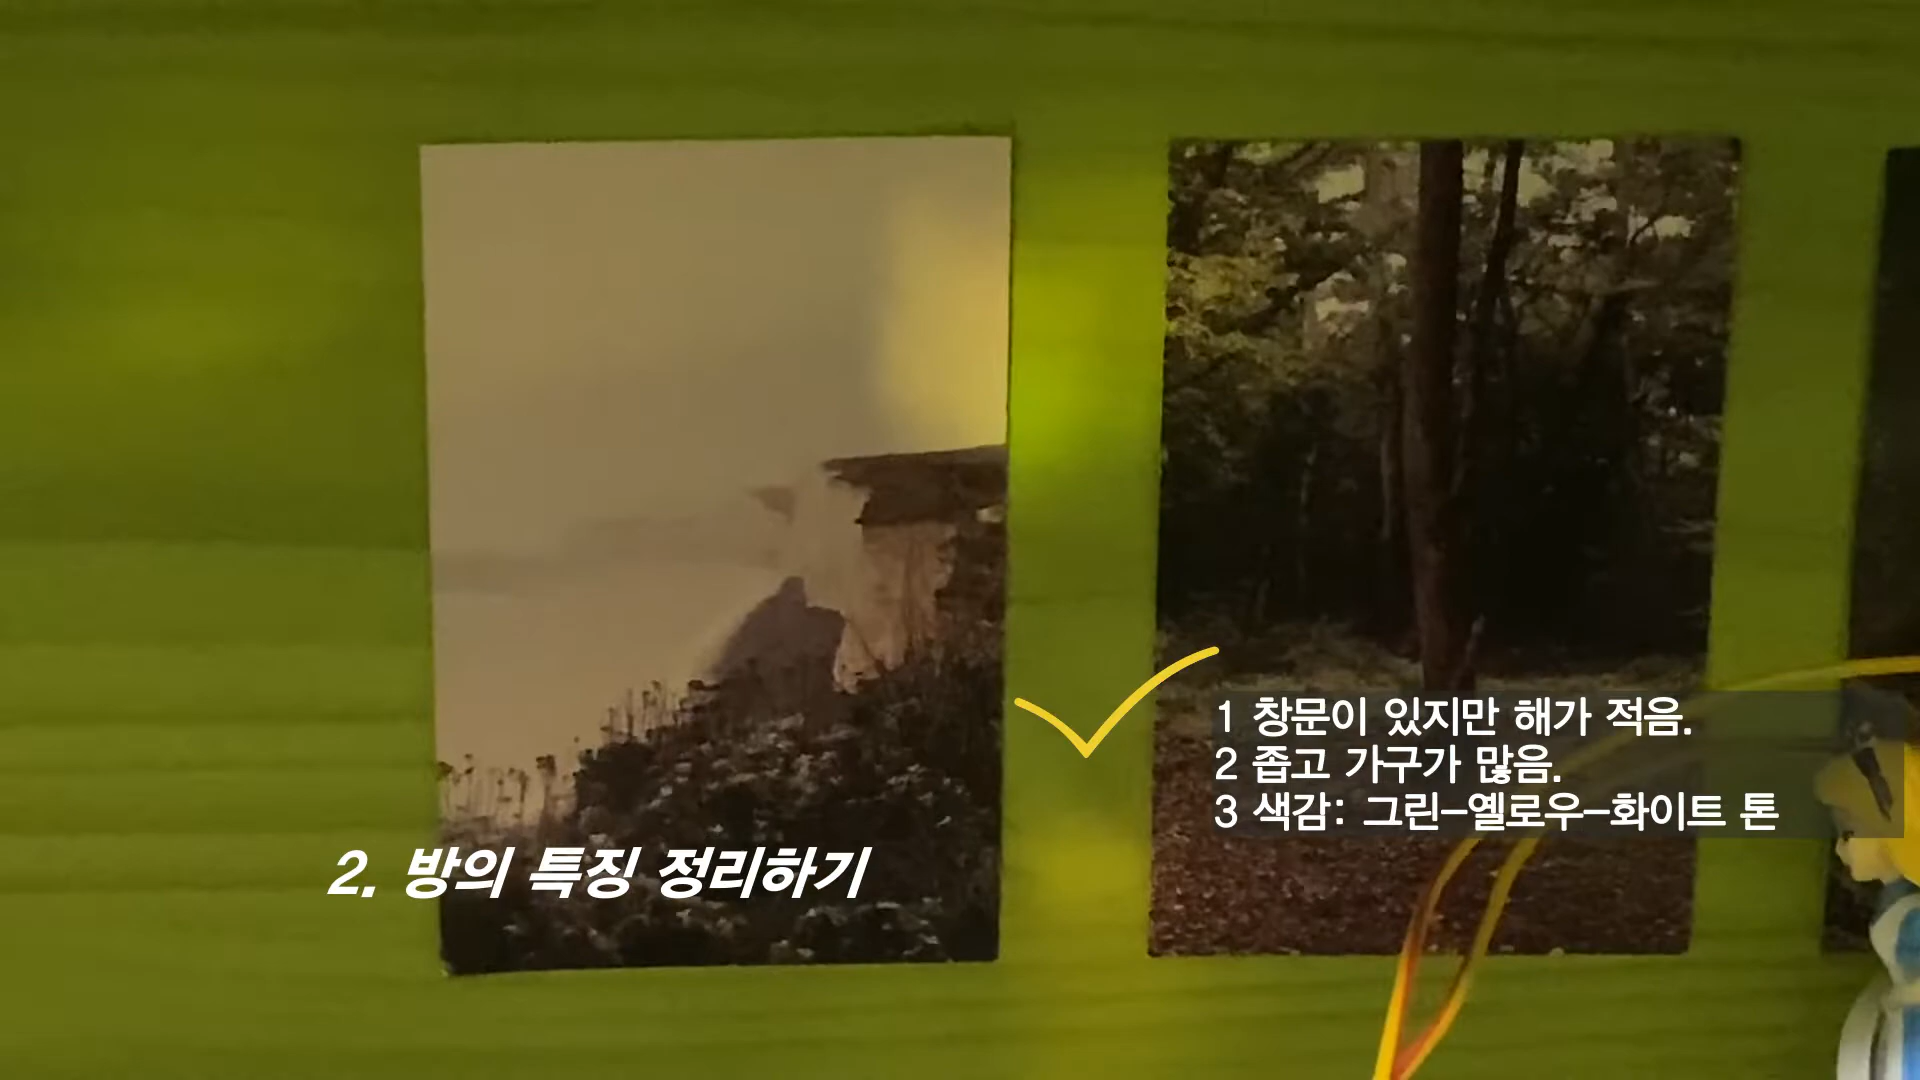 1 창문이 있지만 해가 적음.
2 좁고 가구가 많음.
3 색감: 그린-옐로우-화이트 톤
2. 방의 특징 정리하기